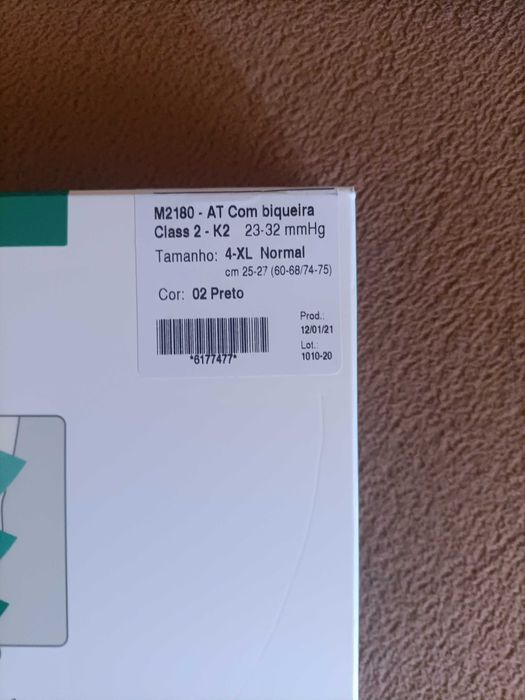 M2180 - AT Com biqueira
Class 2 - K2 23-32 mmHg
Tamanho: 4-XL Normal
cm 25-27 (60-68/74-75)
Cor: 02 Preto
Prod.:
12/01/21
Lot.:
1010-20
*6177477*